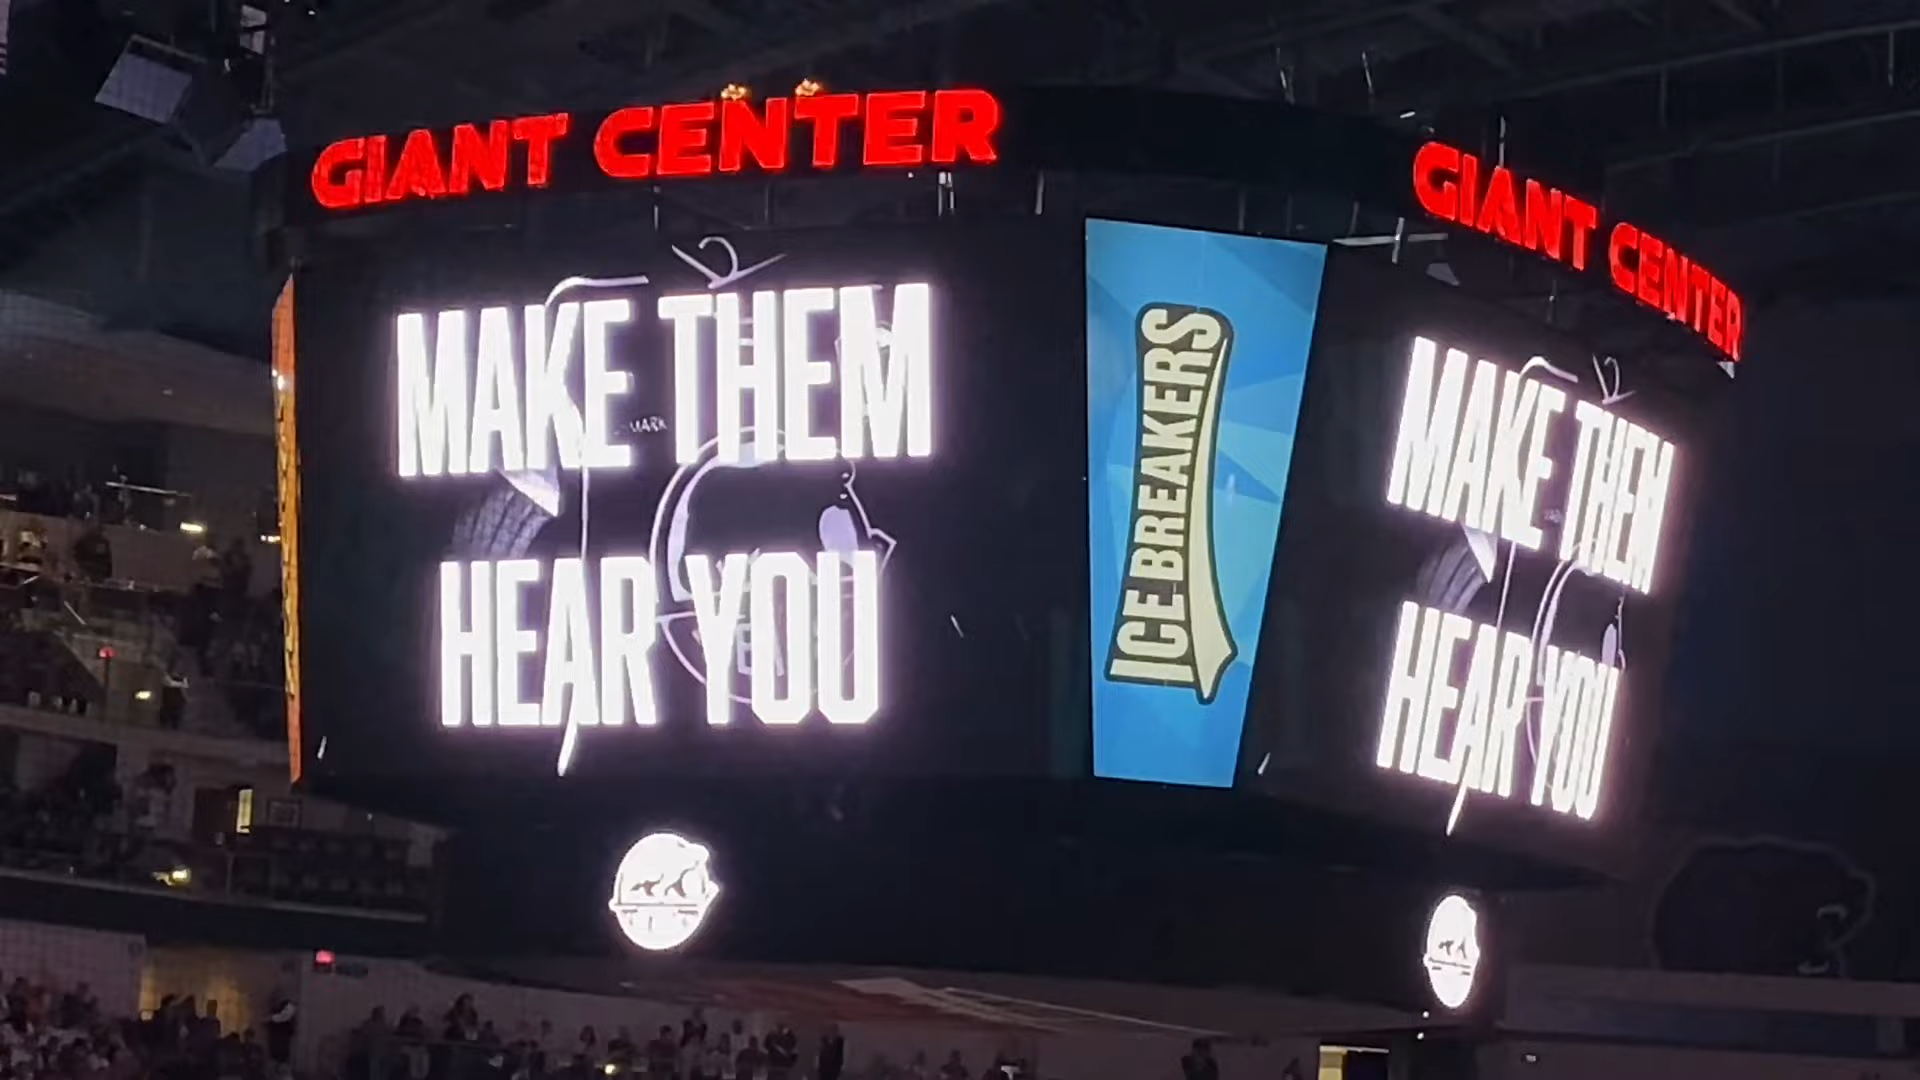 GIANT CENTER
MAKE THEM
HEAR YOU
ICE BREAKERS
GIANT CENTER
MAKE THEM
HEAR YOU